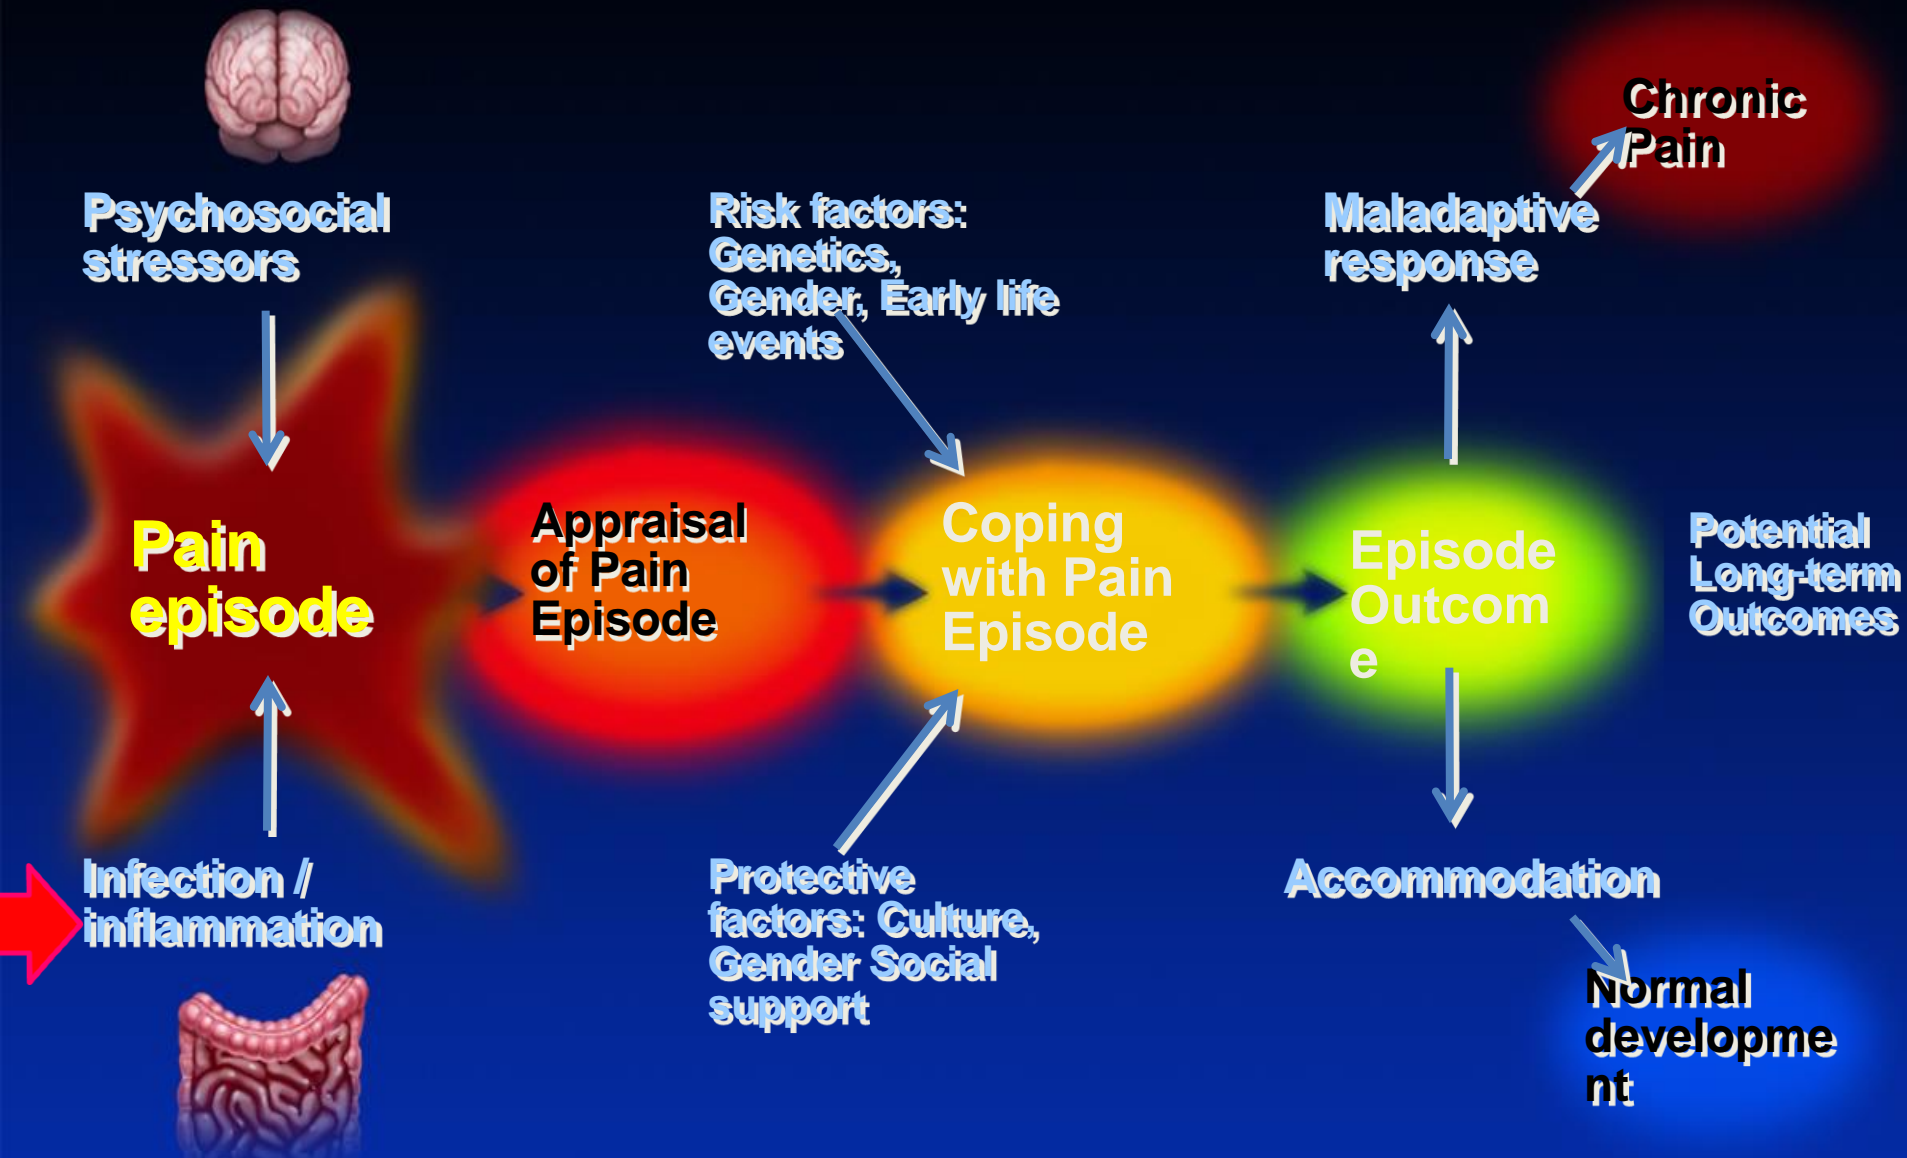 Psychosocial
stressors
Pain
episode
Infection /
inflammation
Appraisal
of Pain
Episode
Risk factors:
Genetics,
Gender, Early life
events
Coping
with Pain
Episode
Protective
factors: Culture,
Gender Social
support
Maladaptive
response
Chronic
Pain
Episode
Outcom
e
Accommodation
Normal
developme
nt
Potential
Long-term
Outcomes